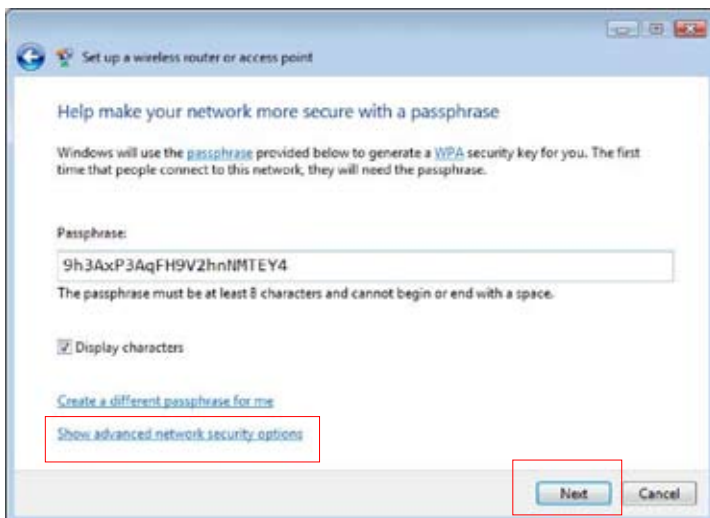 Set up a wireless router or access point
Help make your network more secure with a passphrase
Windows will use the passphrase provided below to generate a WPA security key for you. The first
time that people connect to this network, they will need the passphrase.
Passphrase:
9h3AxP3AqFH9V2hnNMTEY4
The passphrase must be at least 8 characters and cannot begin or end with a space.
Display characters
Create a different passphrase for me
Show advanced network security options
Next Cancel